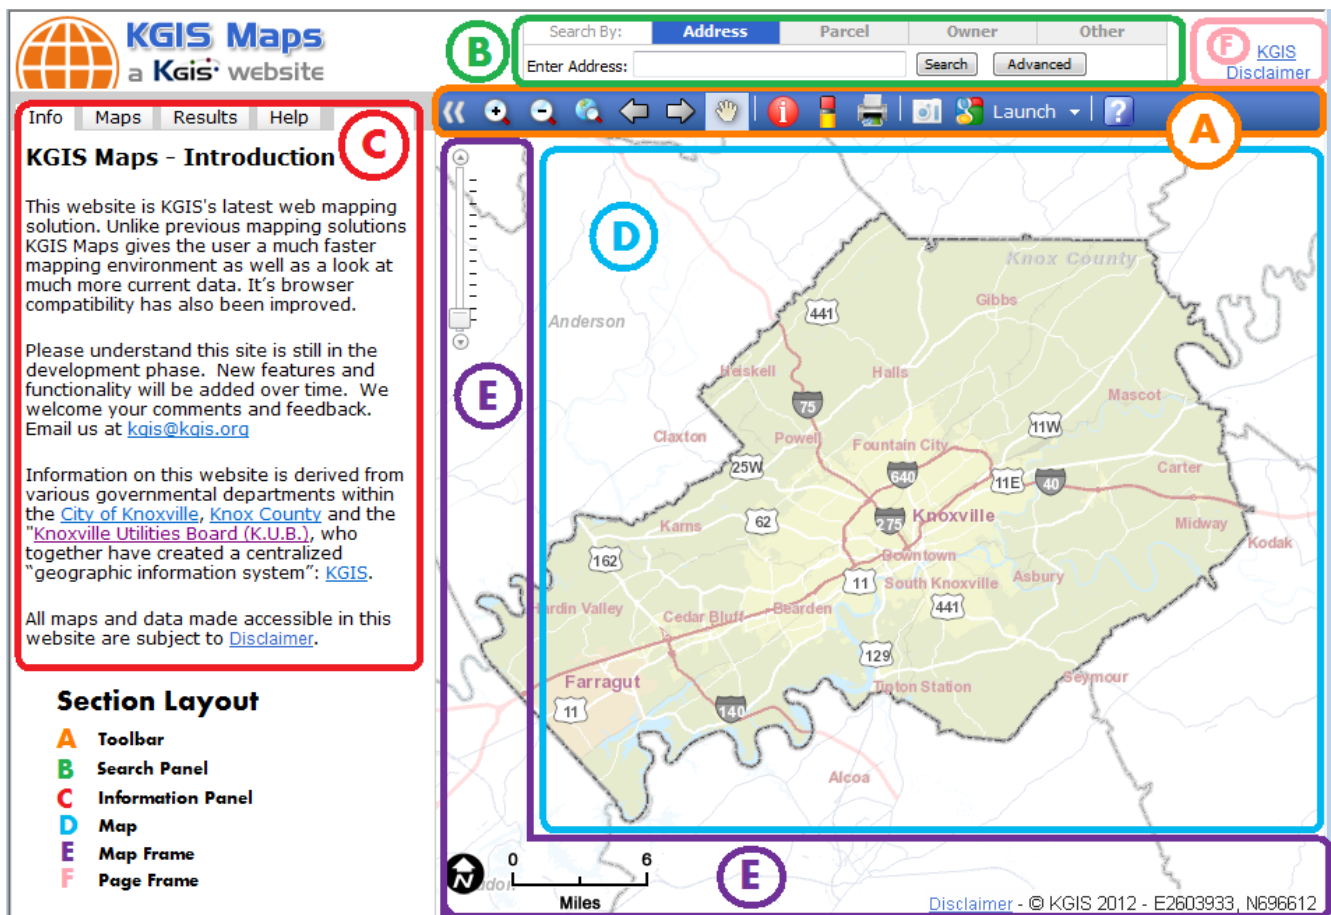 KGIS Maps
a KGIS website
Search By: Address Parcel Owner Other
Enter Address: Search Advanced
B
F
KGIS
Disclaimer
Info Maps Results Help
C
Launch ?
A
KGIS Maps - Introduction
This website is KGIS's latest web mapping
solution. Unlike previous mapping solutions
KGIS Maps gives the user a much faster
mapping environment as well as a look at
much more current data. It's browser
compatibility has also been improved.
Please understand this site is still in the
development phase. New features and
functionality will be added over time. We
welcome your comments and feedback.
Email us at kgis@kgis.org
Information on this website is derived from
various governmental departments within
the City of Knoxville, Knox County and the
"Knoxville Utilities Board (K.U.B.), who
together have created a centralized
“geographic information system”: KGIS.
All maps and data made accessible in this
website are subject to Disclaimer.
Section Layout
A Toolbar
B Search Panel
C Information Panel
D Map
E Map Frame
F Page Frame
D
E
Knox County
Gibbs
441
Anderson
Heiskell
Halls
75
Mascot
11W
Claxton
Powell
Fountain City
25W
640
11E
40
Carter
Karns
62
275
Knoxville
Midway
Kodak
162
Downtown
11
South Knoxville
Asbury
Hardin Valley
Cedar Bluff
Bearden
441
129
Farragut
Seymour
Tipton Station
11
140
Alcoa
N
0 6
Miles
E
Disclaimer - © KGIS 2012 - E2603933, N696612